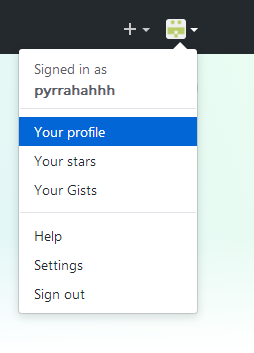 Signed in as
pyrrahahhh
Your profile
Your stars
Your Gists
Help
Settings
Sign out